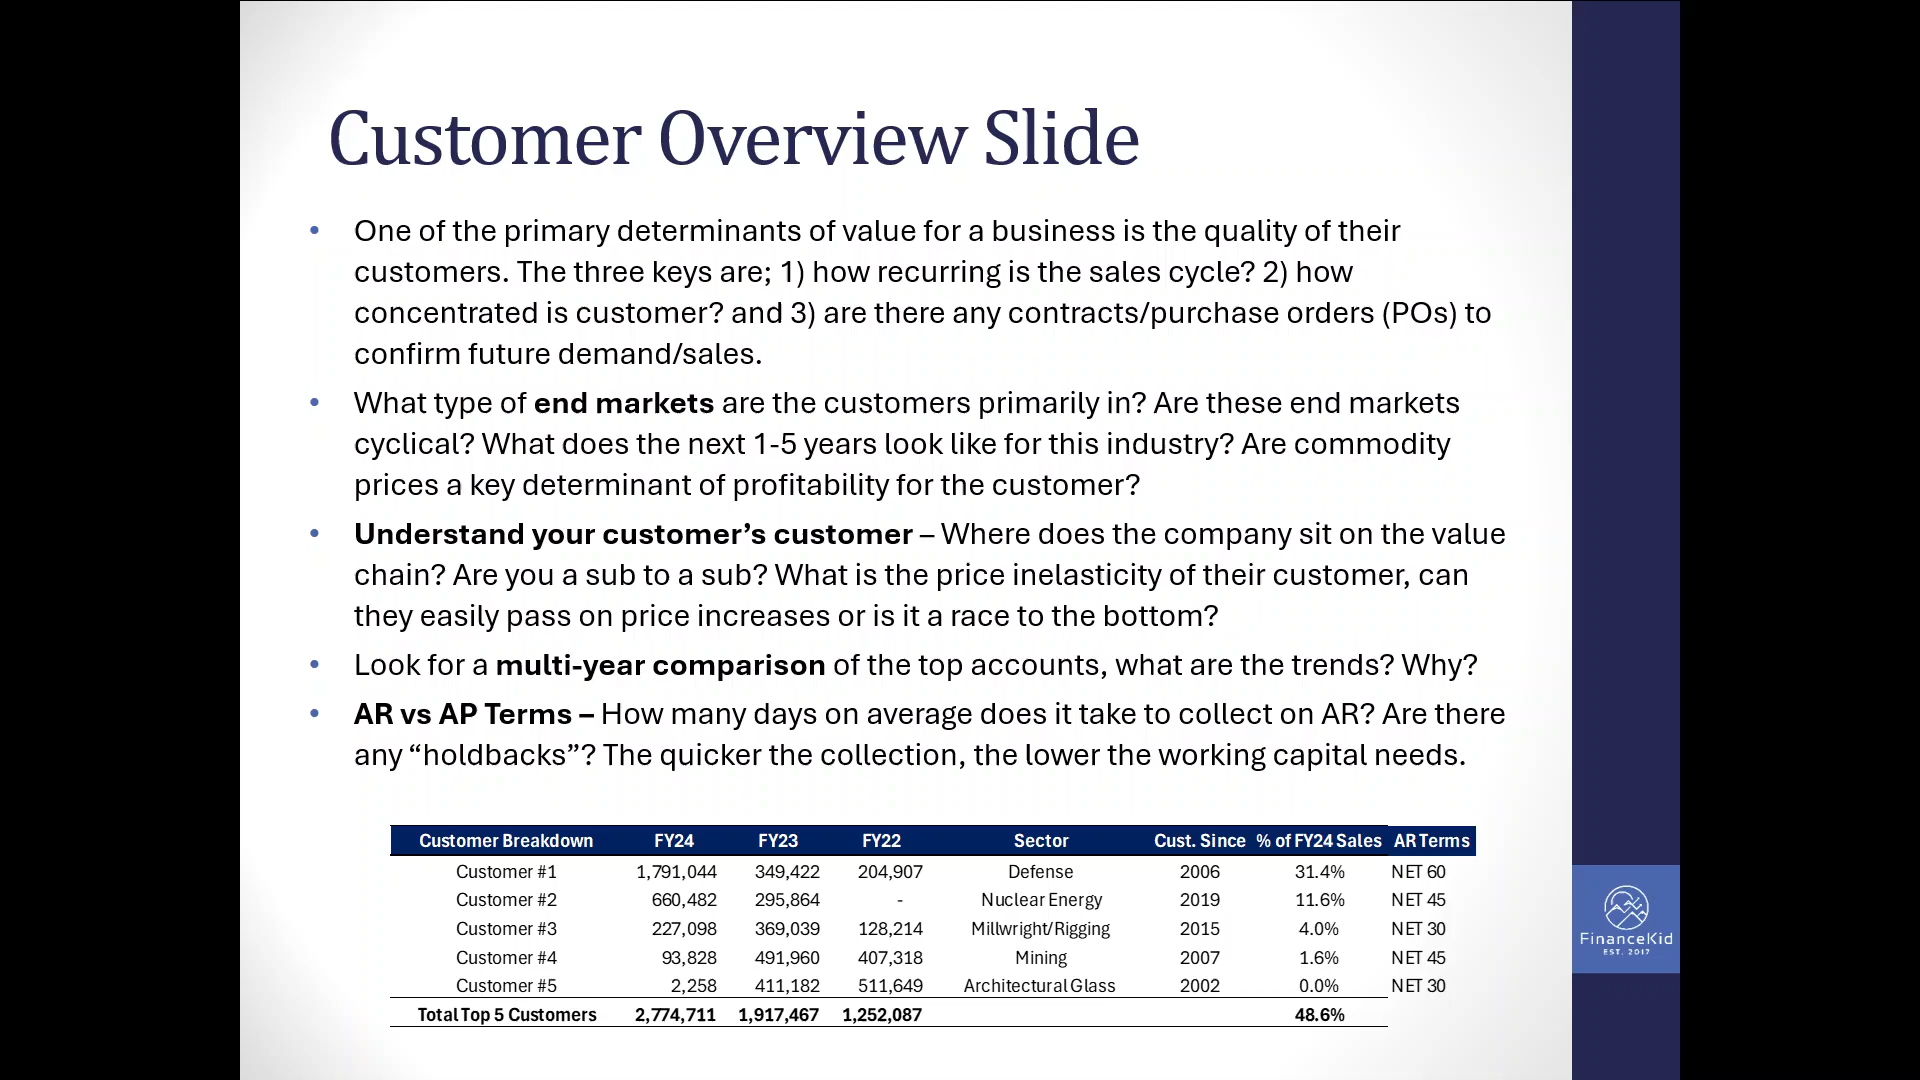 Customer Overview Slide
• One of the primary determinants of value for a business is the quality of their
customers. The three keys are; 1) how recurring is the sales cycle? 2) how
concentrated is customer? and 3) are there any contracts/purchase orders (POs) to
confirm future demand/sales.
• What type of end markets are the customers primarily in? Are these end markets
cyclical? What does the next 1-5 years look like for this industry? Are commodity
prices a key determinant of profitability for the customer?
• Understand your customer’s customer – Where does the company sit on the value
chain? Are you a sub to a sub? What is the price inelasticity of their customer, can
they easily pass on price increases or is it a race to the bottom?
• Look for a multi-year comparison of the top accounts, what are the trends? Why?
• AR vs AP Terms – How many days on average does it take to collect on AR? Are there
any “holdbacks”? The quicker the collection, the lower the working capital needs.
Customer Breakdown FY24 FY23 FY22 Sector Cust. Since % of FY24 Sales AR Terms
Customer #1 1,791,044 349,422 204,907 Defense 2006 31.4% NET 60
Customer #2 660,482 295,864 - Nuclear Energy 2019 11.6% NET 45
Customer #3 227,098 369,039 128,214 Millwright/Rigging 2015 4.0% NET 30
Customer #4 93,828 491,960 407,318 Mining 2007 1.6% NET 45
Customer #5 2,258 411,182 511,649 Architectural Glass 2002 0.0% NET 30
Total Top 5 Customers 2,774,711 1,917,467 1,252,087 48.6%
FinanceKid
EST. 2017